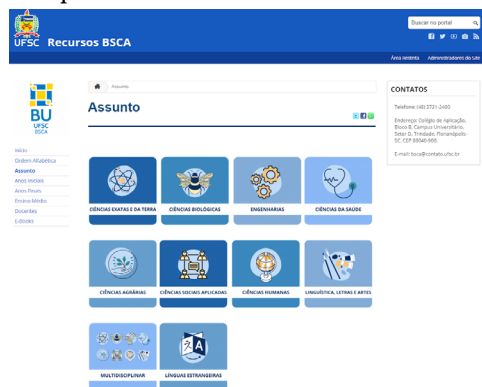 Buscar no portal
UFSC Recursos BSCA
Área Restrita Administradores do Site
BU
UFSC
BSCA
Início
Ordem Alfabética
Assunto
Anos Iniciais
Anos Finais
Ensino Médio
Docentes
E-Books
Assunto
Assunto
CIÊNCIAS EXATAS E DA TERRA
CIÊNCIAS BIOLÓGICAS
ENGENHARIAS
CIÊNCIAS DA SAÚDE
CIÊNCIAS AGRÁRIAS
CIÊNCIAS SOCIAIS APLICADAS
CIÊNCIAS HUMANAS
LINGUÍSTICA, LETRAS E ARTES
MULTIDISCIPLINAR
LÍNGUAS ESTRANGEIRAS
CONTATOS
Telefone: (48) 3721-2400
Endereço: Colégio de Aplicação,
Bloco B, Campus Universitário,
Setor D, Trindade, Florianópolis -
SC, CEP 88040-900
E-mail: bsca@contato.ufsc.br